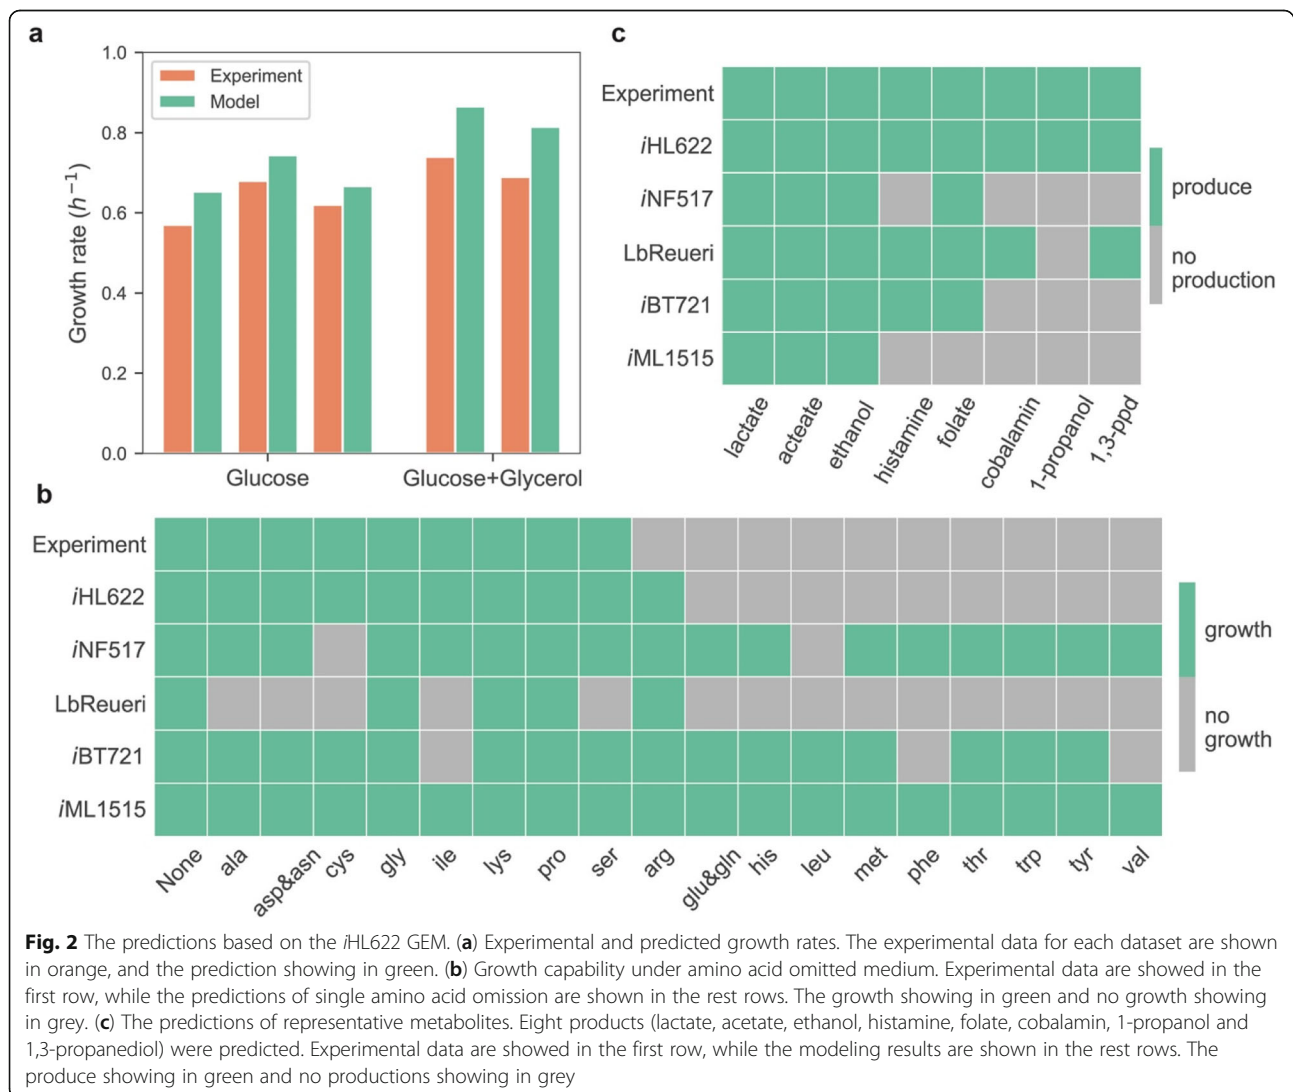 a
1.0
0.8
0.6
0.4
0.2
0.0
Growth rate (h⁻¹)
Experiment
Model
Glucose
Glucose+Glycerol
c
Experiment
iHL622
iNF517
LbReueri
iBT721
iML1515
lactate
acteate
ethanol
histamine
folate
cobalamin
1-propanol
1,3-ppd
produce
no
production
b
Experiment
iHL622
iNF517
LbReueri
iBT721
iML1515
None
ala
asp&asn
cys
gly
ile
lys
pro
ser
arg
glu&gln
his
leu
met
phe
thr
trp
tyr
val
growth
no
growth
Fig. 2 The predictions based on the iHL622 GEM. (a) Experimental and predicted growth rates. The experimental data for each dataset are shown
in orange, and the prediction showing in green. (b) Growth capability under amino acid omitted medium. Experimental data are showed in the
first row, while the predictions of single amino acid omission are shown in the rest rows. The growth showing in green and no growth showing
in grey. (c) The predictions of representative metabolites. Eight products (lactate, acetate, ethanol, histamine, folate, cobalamin, 1-propanol and
1,3-propanediol) were predicted. Experimental data are showed in the first row, while the modeling results are shown in the rest rows. The
produce showing in green and no productions showing in grey